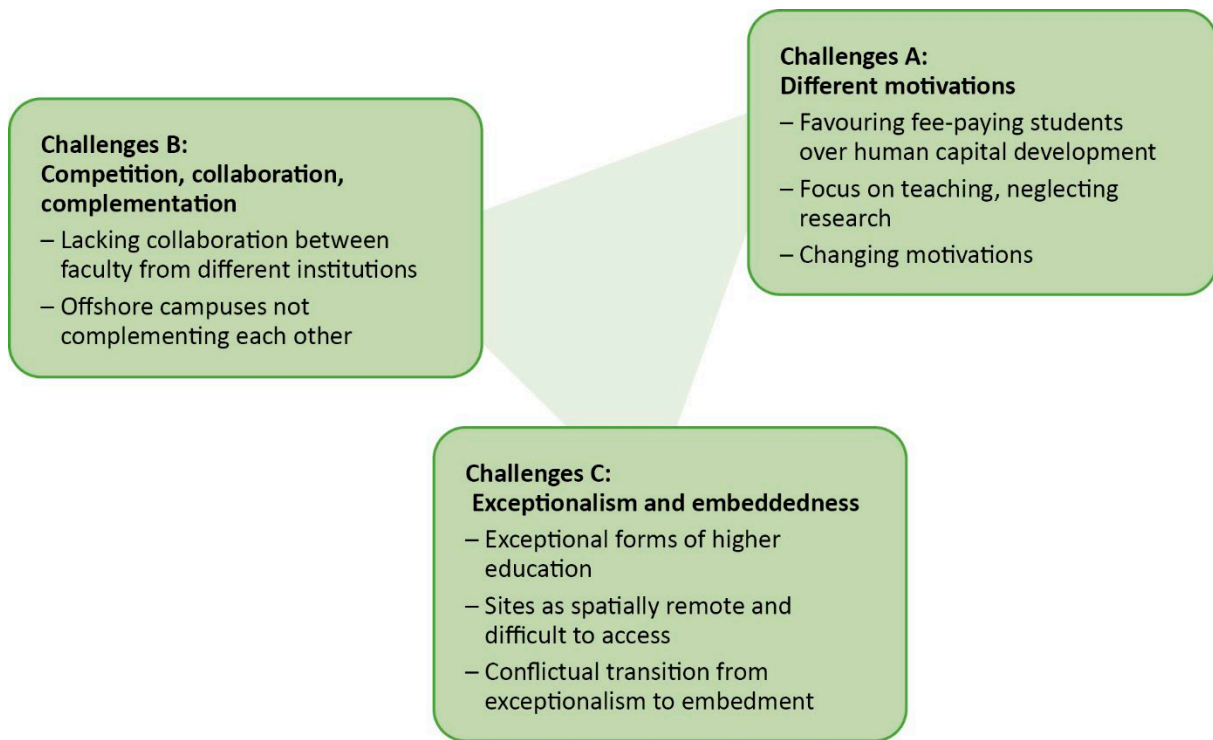 Challenges A:
Different motivations
– Favouring fee-paying students
over human capital development
– Focus on teaching, neglecting
research
– Changing motivations
Challenges B:
Competition, collaboration,
complementation
– Lacking collaboration between
faculty from different institutions
– Offshore campuses not
complementing each other
Challenges C:
Exceptionalism and embeddedness
– Exceptional forms of higher
education
– Sites as spatially remote and
difficult to access
– Conflictual transition from
exceptionalism to embedment